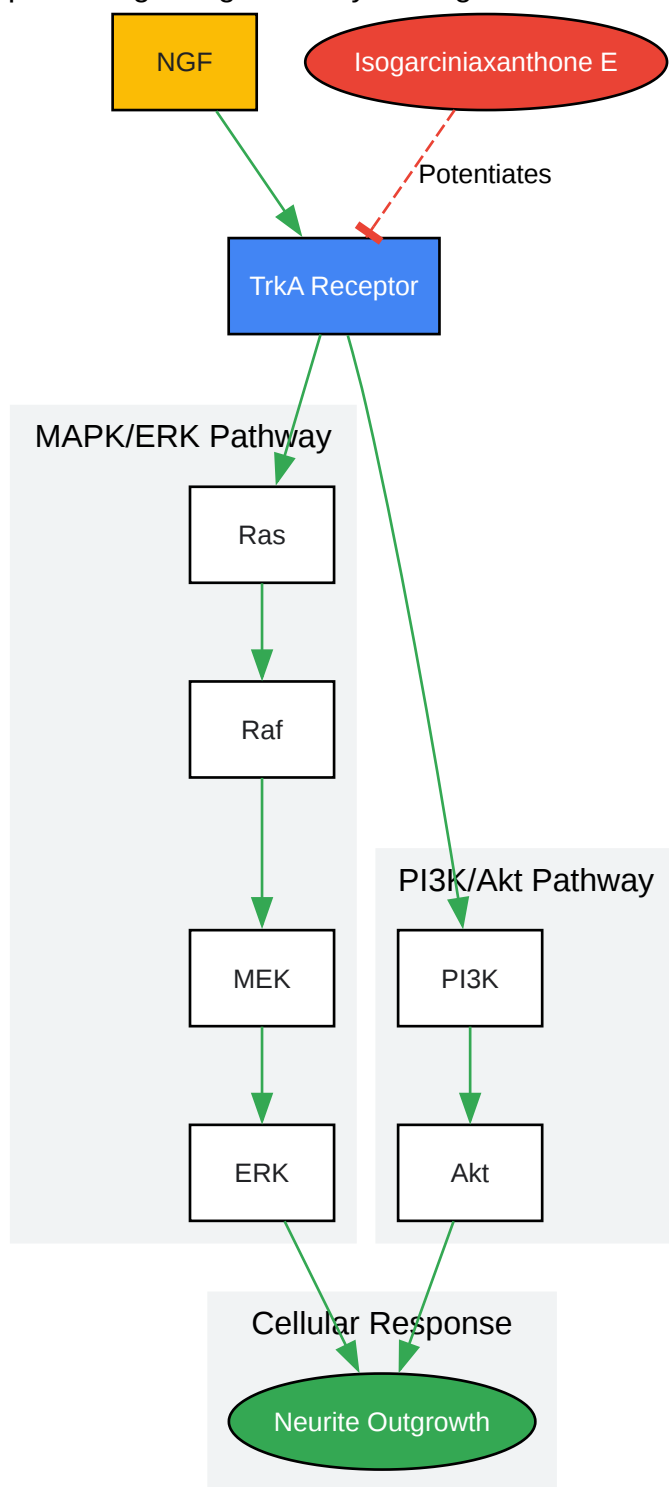 NGF
Isogarciniaxanthone E
Potentiates
TrkA Receptor
MAPK/ERK Pathway
Ras
Raf
PI3K/Akt Pathway
MEK
PI3K
ERK
Akt
Cellular Response
Neurite Outgrowth